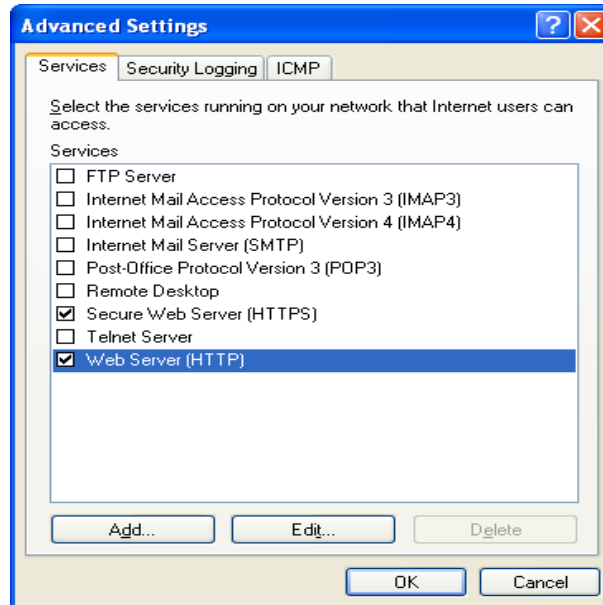 Advanced Settings
Services Security Logging ICMP
Select the services running on your network that Internet users can
access.
Services
FTP Server
Internet Mail Access Protocol Version 3 (IMAP3)
Internet Mail Access Protocol Version 4 (IMAP4)
Internet Mail Server (SMTP)
Post-Office Protocol Version 3 (POP3)
Remote Desktop
Secure Web Server (HTTPS)
Telnet Server
Web Server (HTTP)
Add... Edit... Delete
OK Cancel